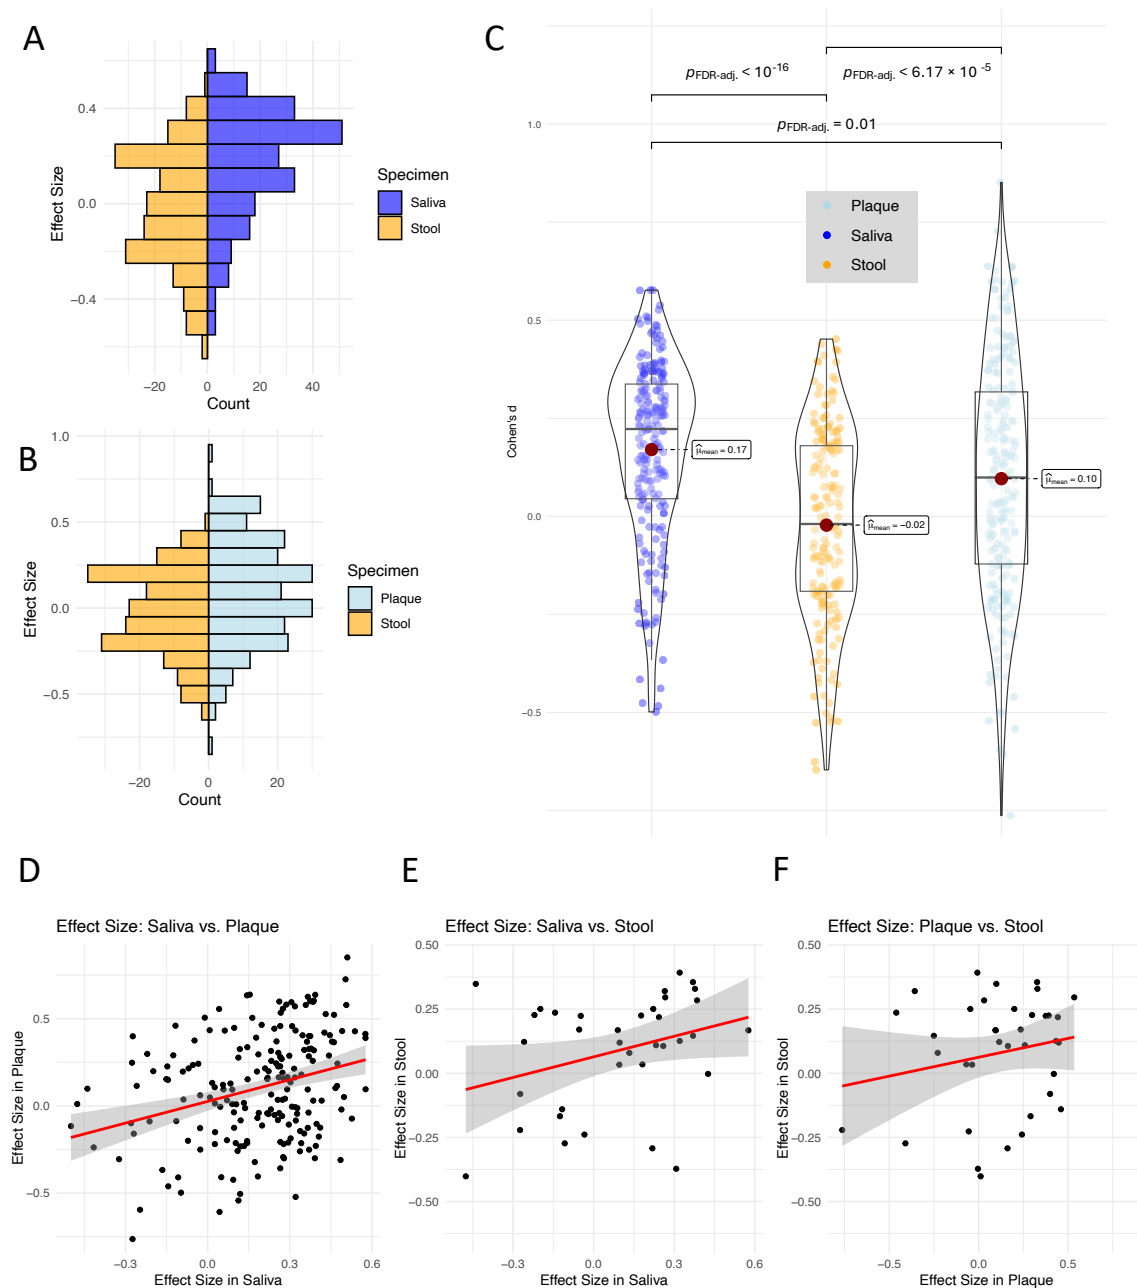 A
0.4
0.0
−0.4
Effect Size
−20
0
20
40
Count
Specimen
Saliva
Stool
B
1.0
0.5
0.0
−0.5
Effect Size
−20
0
20
Count
Specimen
Plaque
Stool
C
pFDR-adj. < 10-16
pFDR-adj. < 6.17 × 10 -5
pFDR-adj. = 0.01
Plaque
Saliva
Stool
1.0
0.5
0.0
−0.5
Cohen's d
μ̂mean = 0.17
μ̂mean = −0.02
μ̂mean = 0.10
D
Effect Size: Saliva vs. Plaque
0.5
0.0
−0.5
Effect Size in Plaque
−0.3
0.0
0.3
0.6
Effect Size in Saliva
E
Effect Size: Saliva vs. Stool
0.50
0.25
0.00
−0.25
−0.50
Effect Size in Stool
−0.3
0.0
0.3
0.6
Effect Size in Saliva
F
Effect Size: Plaque vs. Stool
0.50
0.25
0.00
−0.25
−0.50
Effect Size in Stool
−0.5
0.0
0.5
Effect Size in Plaque